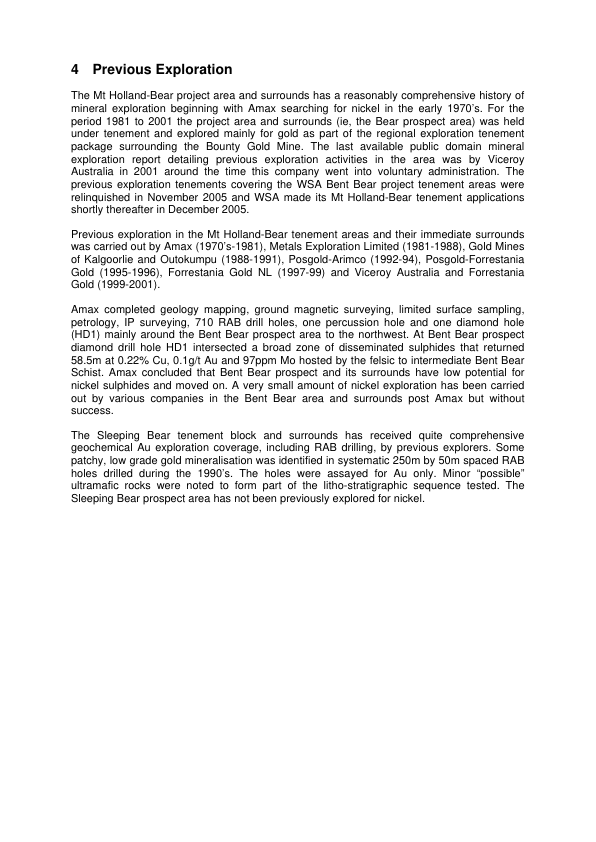 4 Previous Exploration
The Mt Holland-Bear project area and surrounds has a reasonably comprehensive history of
mineral exploration beginning with Amax searching for nickel in the early 1970's. For the
period 1981 to 2001 the project area and surrounds (ie, the Bear prospect area) was held
under tenement and explored mainly for gold as part of the regional exploration tenement
package surrounding the Bounty Gold Mine. The last available public domain mineral
exploration report detailing previous exploration activities in the area was by Viceroy
Australia in 2001 around the time this company went into voluntary administration. The
previous exploration tenements covering the WSA Bent Bear project tenement areas were
relinquished in November 2005 and WSA made its Mt Holland-Bear tenement applications
shortly thereafter in December 2005.
Previous exploration in the Mt Holland-Bear tenement areas and their immediate surrounds
was carried out by Amax (1970's-1981), Metals Exploration Limited (1981-1988), Gold Mines
of Kalgoorlie and Outokumpu (1988-1991), Posgold-Arimco (1992-94), Posgold-Forrestania
Gold (1995-1996), Forrestania Gold NL (1997-99) and Viceroy Australia and Forrestania
Gold (1999-2001).
Amax completed geology mapping, ground magnetic surveying, limited surface sampling,
petrology, IP surveying, 710 RAB drill holes, one percussion hole and one diamond hole
(HD1) mainly around the Bent Bear prospect area to the northwest. At Bent Bear prospect
diamond drill hole HD1 intersected a broad zone of disseminated sulphides that returned
58.5m at 0.22% Cu, 0.1g/t Au and 97ppm Mo hosted by the felsic to intermediate Bent Bear
Schist. Amax concluded that Bent Bear prospect and its surrounds have low potential for
nickel sulphides and moved on. A very small amount of nickel exploration has been carried
out by various companies in the Bent Bear area and surrounds post Amax but without
success.
The Sleeping Bear tenement block and surrounds has received quite comprehensive
geochemical Au exploration coverage, including RAB drilling, by previous explorers. Some
patchy, low grade gold mineralisation was identified in systematic 250m by 50m spaced RAB
holes drilled during the 1990's. The holes were assayed for Au only. Minor “possible”
ultramafic rocks were noted to form part of the litho-stratigraphic sequence tested. The
Sleeping Bear prospect area has not been previously explored for nickel.